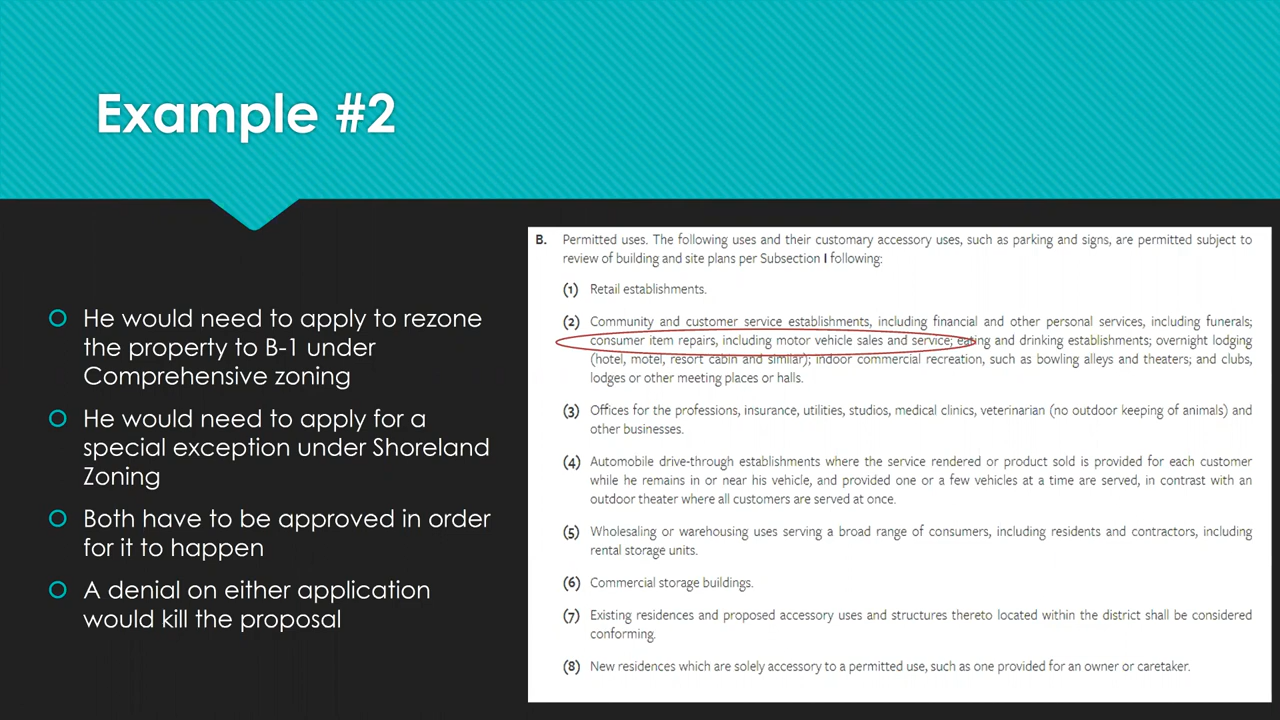 Example #2
He would need to apply to rezone
the property to B-1 under
Comprehensive zoning
He would need to apply for a
special exception under Shoreland
Zoning
Both have to be approved in order
for it to happen
A denial on either application
would kill the proposal
B. Permitted uses. The following uses and their customary accessory uses, such as parking and signs, are permitted subject to
review of building and site plans per Subsection I following:
(1) Retail establishments.
(2) Community and customer service establishments, including financial and other personal services, including funerals;
consumer item repairs, including motor vehicle sales and service; eating and drinking establishments; overnight lodging
(hotel, motel, resort cabin and similar); indoor commercial recreation, such as bowling alleys and theaters; and clubs,
lodges or other meeting places or halls.
(3) Offices for the professions, insurance, utilities, studios, medical clinics, veterinarian (no outdoor keeping of animals) and
other businesses.
(4) Automobile drive-through establishments where the service rendered or product sold is provided for each customer
while he remains in or near his vehicle, and provided one or a few vehicles at a time are served, in contrast with an
outdoor theater where all customers are served at once.
(5) Wholesaling or warehousing uses serving a broad range of consumers, including residents and contractors, including
rental storage units.
(6) Commercial storage buildings.
(7) Existing residences and proposed accessory uses and structures thereto located within the district shall be considered
conforming.
(8) New residences which are solely accessory to a permitted use, such as one provided for an owner or caretaker.